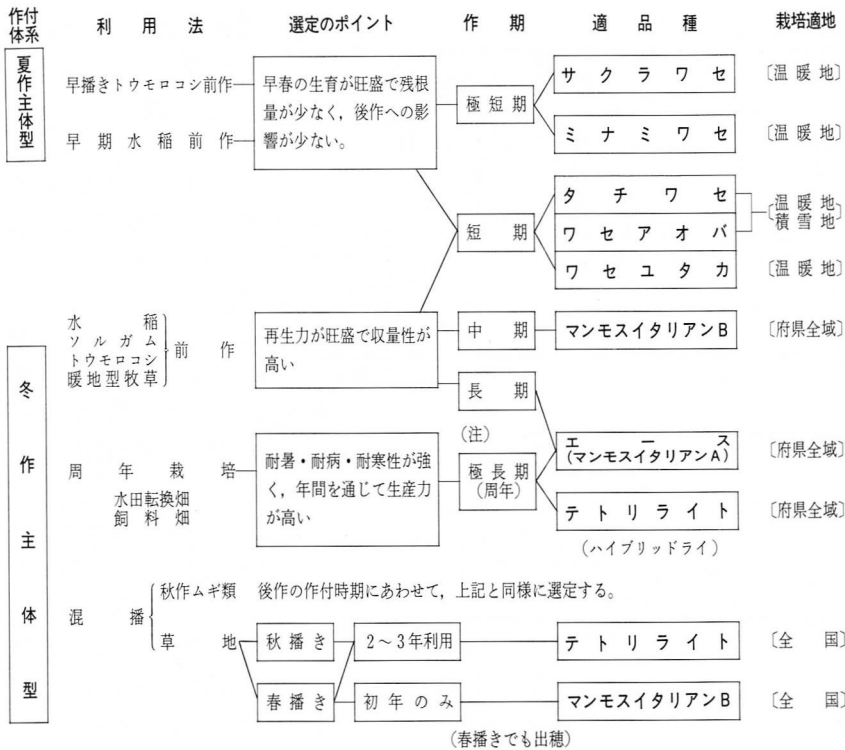 作付体系 利用法 選定のポイント 作期 適品種 栽培適地
夏作主体型
早播きトウモロコシ前作
早期水稲前作
早春の生育が旺盛で残根
量が少なく，後作への影
響が少ない。
極短期
サクラワセ 〔温暖地〕
ミナミワセ 〔温暖地〕
短期
タチワセ
ワセアオバ
〔温暖地
積雪地〕
ワセユタカ 〔温暖地〕
冬作主体型
水稲
ソルガム
トウモロコシ
暖地型牧草
前作
再生力が旺盛で収量性が
高い
中期 マンモスイタリアンB 〔府県全域〕
長期
(注)
エース
(マンモスイタリアンA)
〔府県全域〕
周年栽培
水田転換畑
飼料畑
耐暑・耐病・耐寒性が強
く，年間を通じて生産力
が高い
極長期
(周年)
テトリライト 〔府県全域〕
(ハイブリッドライ)
混播
秋作ムギ類 後作の作付時期にあわせて，上記と同様に選定する。
草地 秋播き 2～3年利用 テトリライト 〔全国〕
春播き 初年のみ マンモスイタリアンB 〔全国〕
(春播きでも出穂)